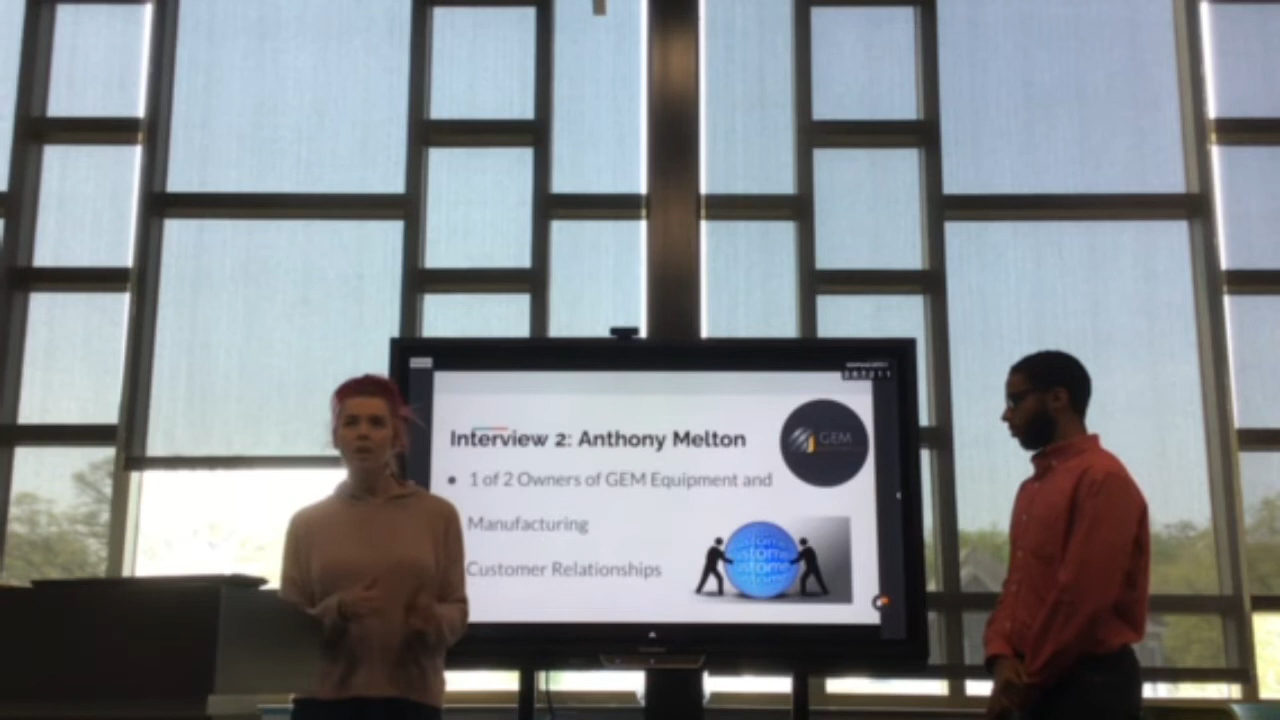 Interview 2: Anthony Melton
GEM
1 of 2 Owners of GEM Equipment and
Manufacturing
Customer Relationships